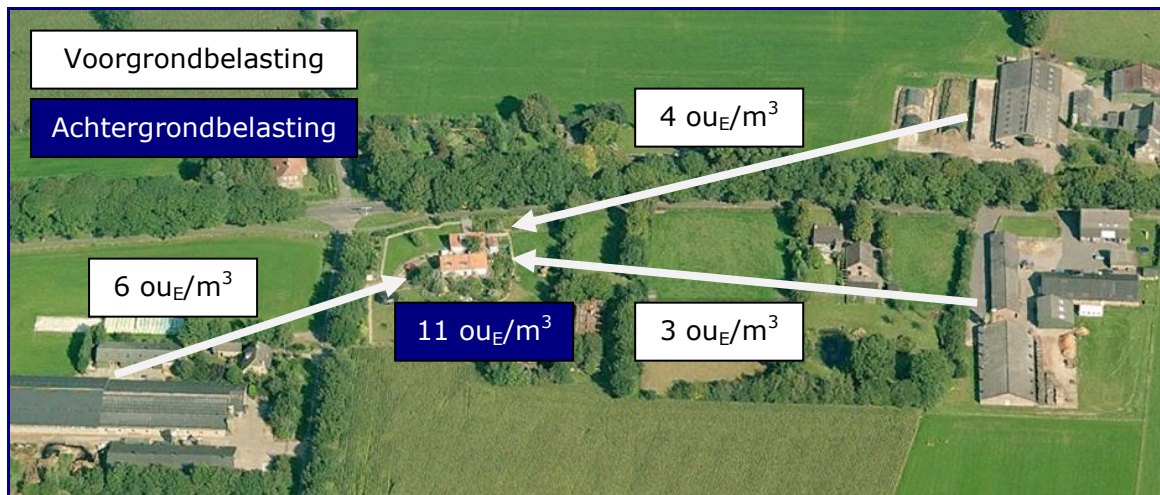 Voorgrondbelasting
Achtergrondbelasting
4 ouE/m³
6 ouE/m³
11 ouE/m³
3 ouE/m³